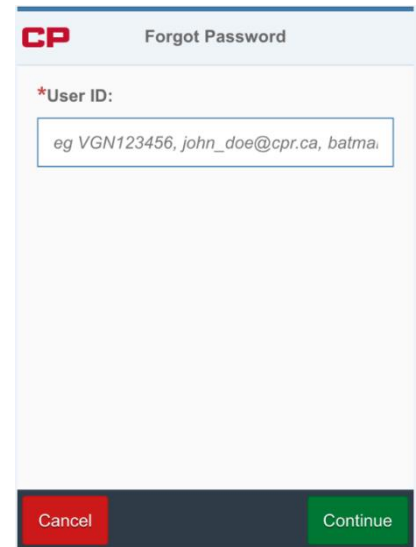 CP Forgot Password
*User ID:
eg VGN123456, john_doe@cpr.ca, batma
Cancel Continue